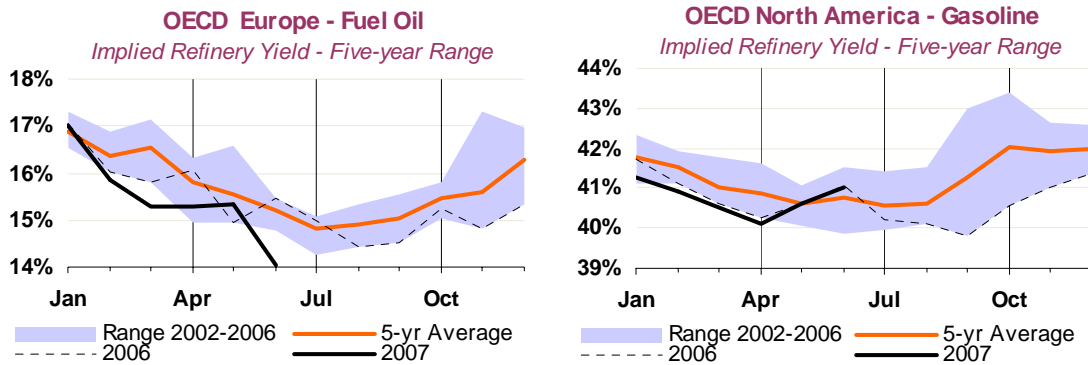 OECD Europe - Fuel Oil
Implied Refinery Yield - Five-year Range
18%
17%
16%
15%
14%
Jan Apr Jul Oct
Range 2002-2006 5-yr Average
2006 2007
OECD North America - Gasoline
Implied Refinery Yield - Five-year Range
44%
43%
42%
41%
40%
39%
Jan Apr Jul Oct
Range 2002-2006 5-yr Average
2006 2007